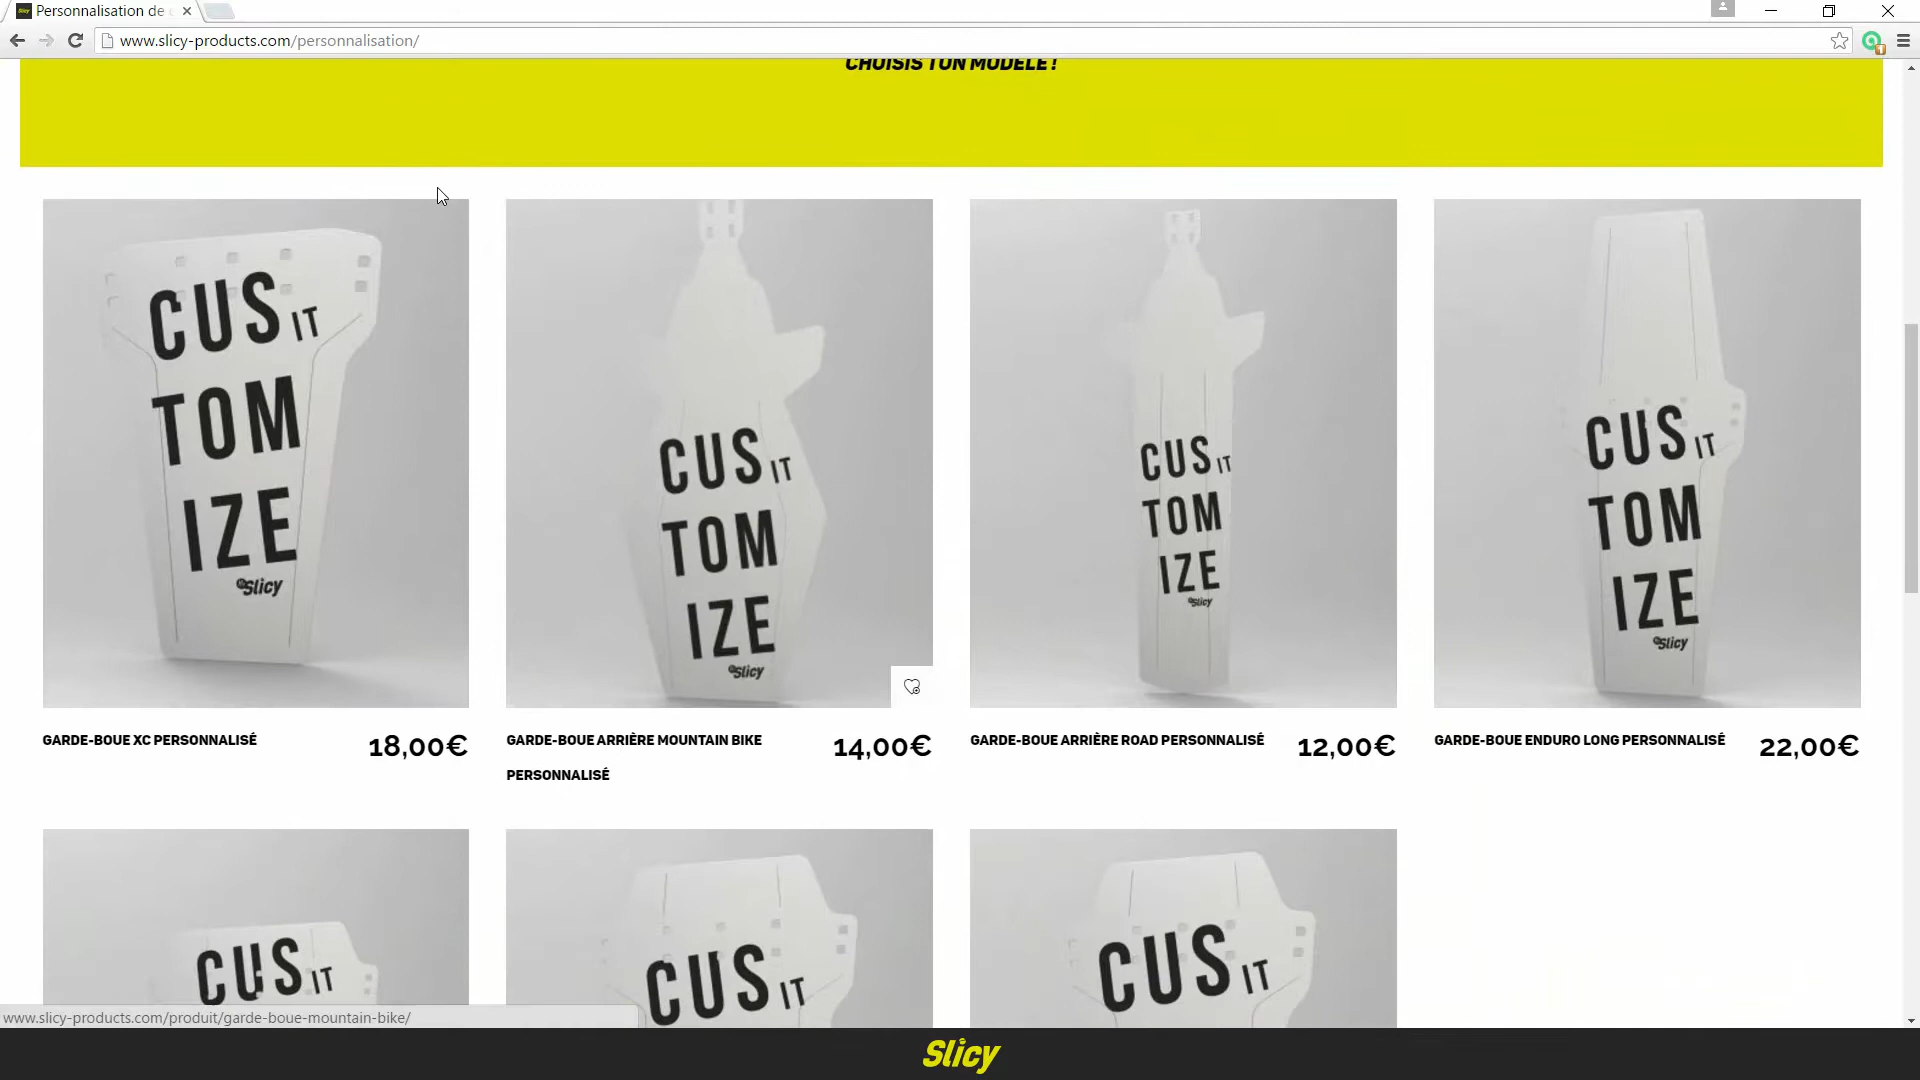 Personnalisation de
www.slicy-products.com/personnalisation/
CHOISIS TON MODÈLE !
CUS IT
TOM
IZE
Slicy
CUS IT
TOM
IZE
Slicy
CUS IT
TOM
IZE
Slicy
CUS IT
TOM
IZE
Slicy
GARDE-BOUE XC PERSONNALISÉ 18,00€
GARDE-BOUE ARRIÈRE MOUNTAIN BIKE PERSONNALISÉ 14,00€
GARDE-BOUE ARRIÈRE ROAD PERSONNALISÉ 12,00€
GARDE-BOUE ENDURO LONG PERSONNALISÉ 22,00€
CUS IT
CUS IT
CUS IT
www.slicy-products.com/produit/garde-boue-mountain-bike/
Slicy